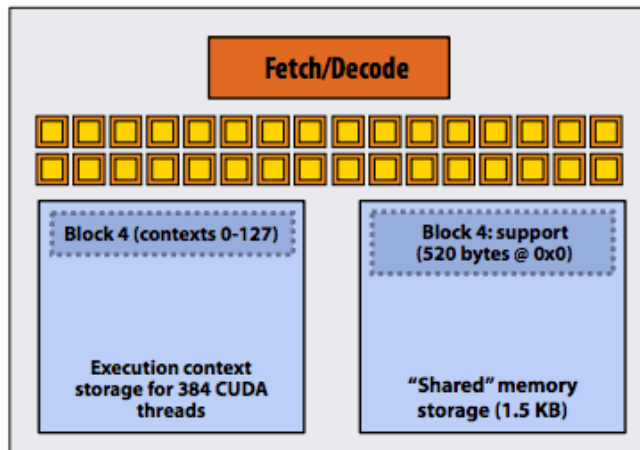 Fetch/Decode
Block 4 (contexts 0-127)
Execution context
storage for 384 CUDA
threads
Block 4: support
(520 bytes @ 0x0)
“Shared” memory
storage (1.5 KB)